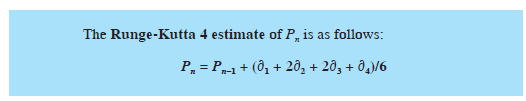 The Runge-Kutta 4 estimate of Pₙ is as follows:
Pₙ = Pₙ₋₁ + (∂₁ + 2∂₂ + 2∂₃ + ∂₄)/6